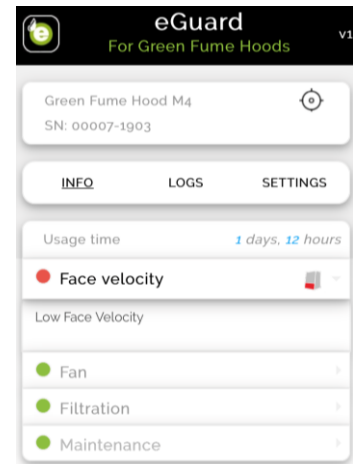 eGuard
For Green Fume Hoods
v1
Green Fume Hood M4
SN: 00007-1903
INFO LOGS SETTINGS
Usage time 1 days, 12 hours
Face velocity
Low Face Velocity
Fan
Filtration
Maintenance